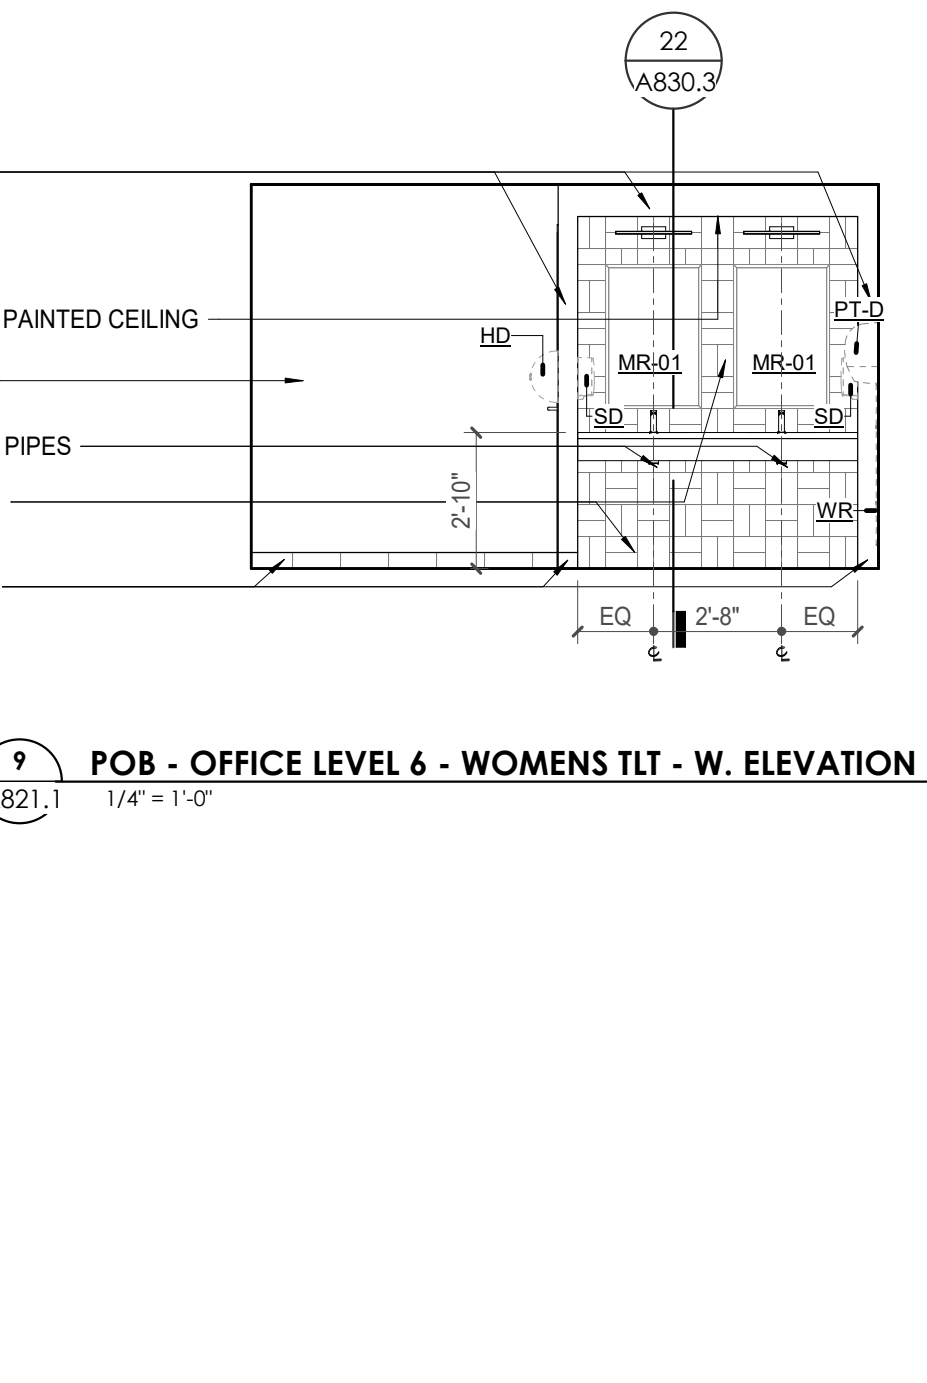 22
A830.3
PAINTED CEILING
HD
PT-D
MR-01
MR-01
SD
SD
PIPES
2'-10"
WR
EQ
2'-8"
EQ
℄
℄
9
POB - OFFICE LEVEL 6 - WOMENS TLT - W. ELEVATION
821.1
1/4" = 1'-0"